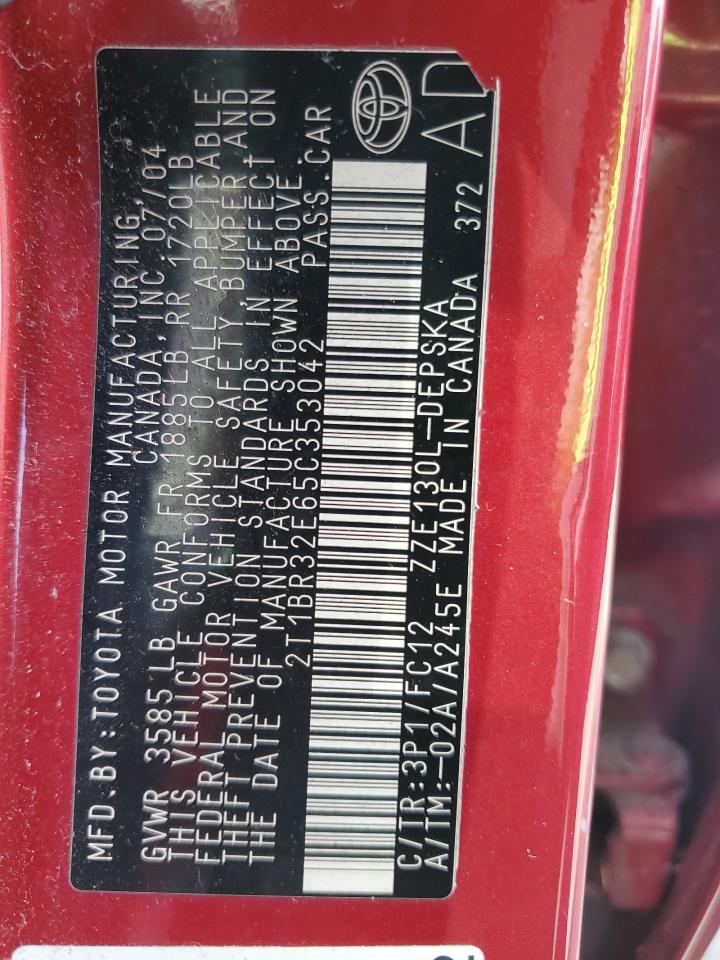 MFD.BY:TOYOTA MOTOR MANUFACTURING,
CANADA,INC.07/04
GVWR 3585LB GAWR FR 1885LB RR 1720LB
THIS VEHICLE CONFORMS TO ALL APPLICABLE
FEDERAL MOTOR VEHICLE SAFETY,BUMPER AND
THEFT PREVENTION STANDARDS IN EFFECT ON
THE DATE OF MANUFACTURE SHOWN ABOVE
2T1BR32E65C353042 PASS.CAR
C/TR:3P1/FC12 ZZE130L-DEPSKA
A/TM:-02A/A245E MADE IN CANADA 372